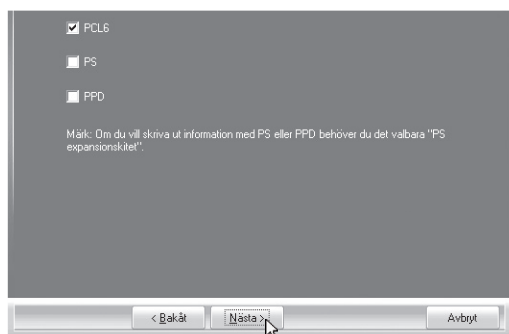 PCL6
PS
PPD
Märk: Om du vill skriva ut information med PS eller PPD behöver du det valbara "PS
expansionskitet".
< Bakåt Nästa > Avbryt